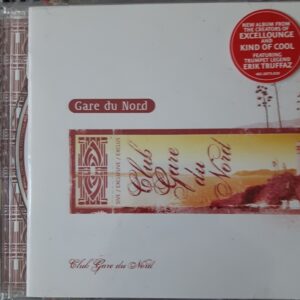 NEW ALBUM FROM
THE CREATORS OF
EXCELLOUNGE
AND
KIND OF COOL
FEATURING
TRUMPET LEGEND
ERIK TRUFFAZ
Gare du Nord
Club
Gare
du
Nord
Club Gare du Nord